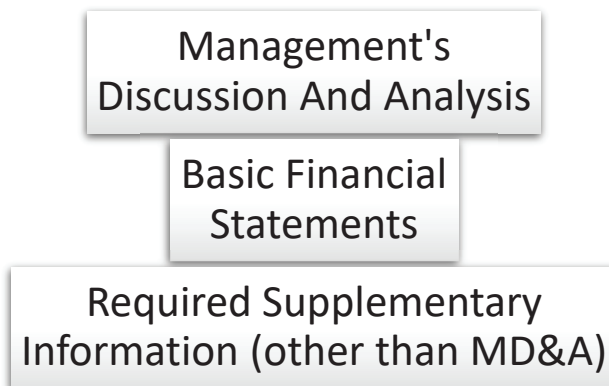 Management's
Discussion And Analysis
Basic Financial
Statements
Required Supplementary
Information (other than MD&A)